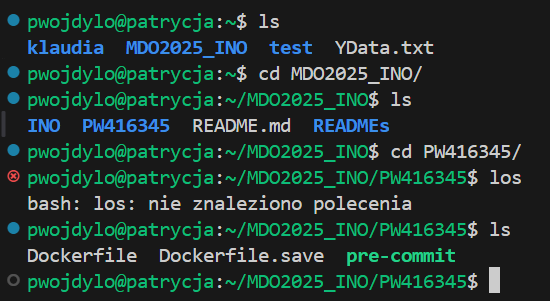 pwojdylo@patrycja:~$ ls
klaudia  MDO2025_INO  test  YData.txt
pwojdylo@patrycja:~$ cd MDO2025_INO/
pwojdylo@patrycja:~/MDO2025_INO$ ls
INO  PW416345  README.md  READMEs
pwojdylo@patrycja:~/MDO2025_INO$ cd PW416345/
pwojdylo@patrycja:~/MDO2025_INO/PW416345$ los
bash: los: nie znaleziono polecenia
pwojdylo@patrycja:~/MDO2025_INO/PW416345$ ls
Dockerfile  Dockerfile.save  pre-commit
pwojdylo@patrycja:~/MDO2025_INO/PW416345$